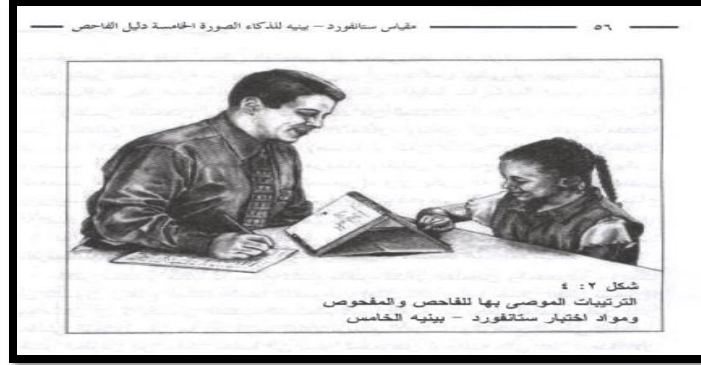 ٥٦ مقياس ستانفورد – بينيه للذكاء الصورة الخامسة دليل الفاحص
شكل ٢: ٤
الترتيبات الموصى بها للفاحص والمفحوص
ومواد اختبار ستانفورد – بينيه الخامس